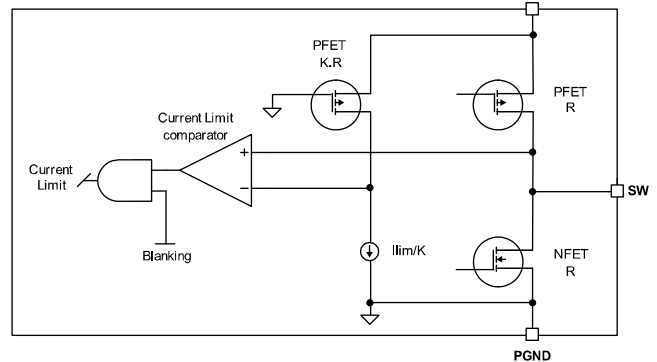 PFET
K.R
PFET
R
Current Limit
comparator
+
−
Current
Limit
Blanking
Ilim/K
SW
NFET
R
PGND